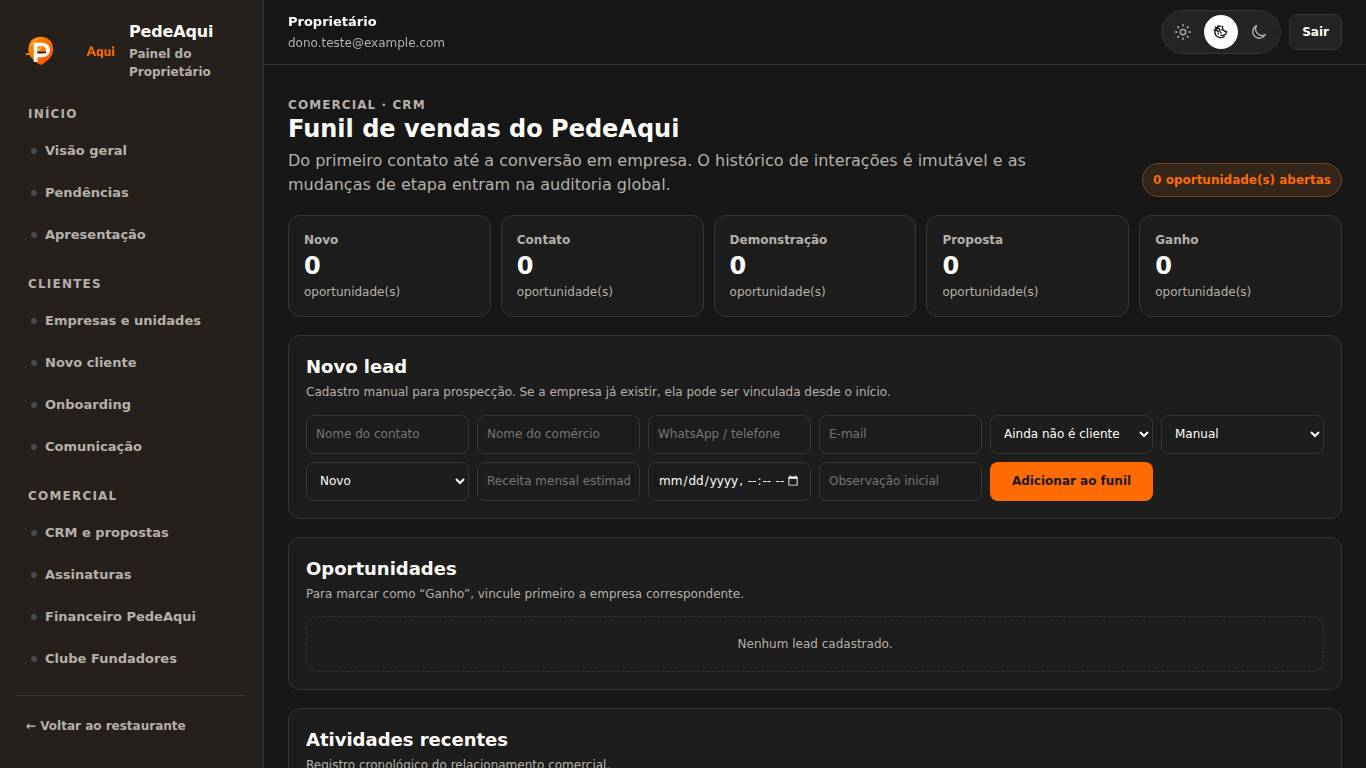 P
Aqui
PedeAqui
Painel do
Proprietário
INÍCIO
Visão geral
Pendências
Apresentação
CLIENTES
Empresas e unidades
Novo cliente
Onboarding
Comunicação
COMERCIAL
CRM e propostas
Assinaturas
Financeiro PedeAqui
Clube Fundadores
← Voltar ao restaurante
Proprietário
dono.teste@example.com
Sair
COMERCIAL · CRM
Funil de vendas do PedeAqui
Do primeiro contato até a conversão em empresa. O histórico de interações é imutável e as
mudanças de etapa entram na auditoria global.
0 oportunidade(s) abertas
Novo
0
oportunidade(s)
Contato
0
oportunidade(s)
Demonstração
0
oportunidade(s)
Proposta
0
oportunidade(s)
Ganho
0
oportunidade(s)
Novo lead
Cadastro manual para prospecção. Se a empresa já existir, ela pode ser vinculada desde o início.
Nome do contato
Nome do comércio
WhatsApp / telefone
E-mail
Ainda não é cliente
Manual
Novo
Receita mensal estimad
mm/dd/yyyy, --:-- --
Observação inicial
Adicionar ao funil
Oportunidades
Para marcar como “Ganho”, vincule primeiro a empresa correspondente.
Nenhum lead cadastrado.
Atividades recentes
Registro cronológico do relacionamento comercial.